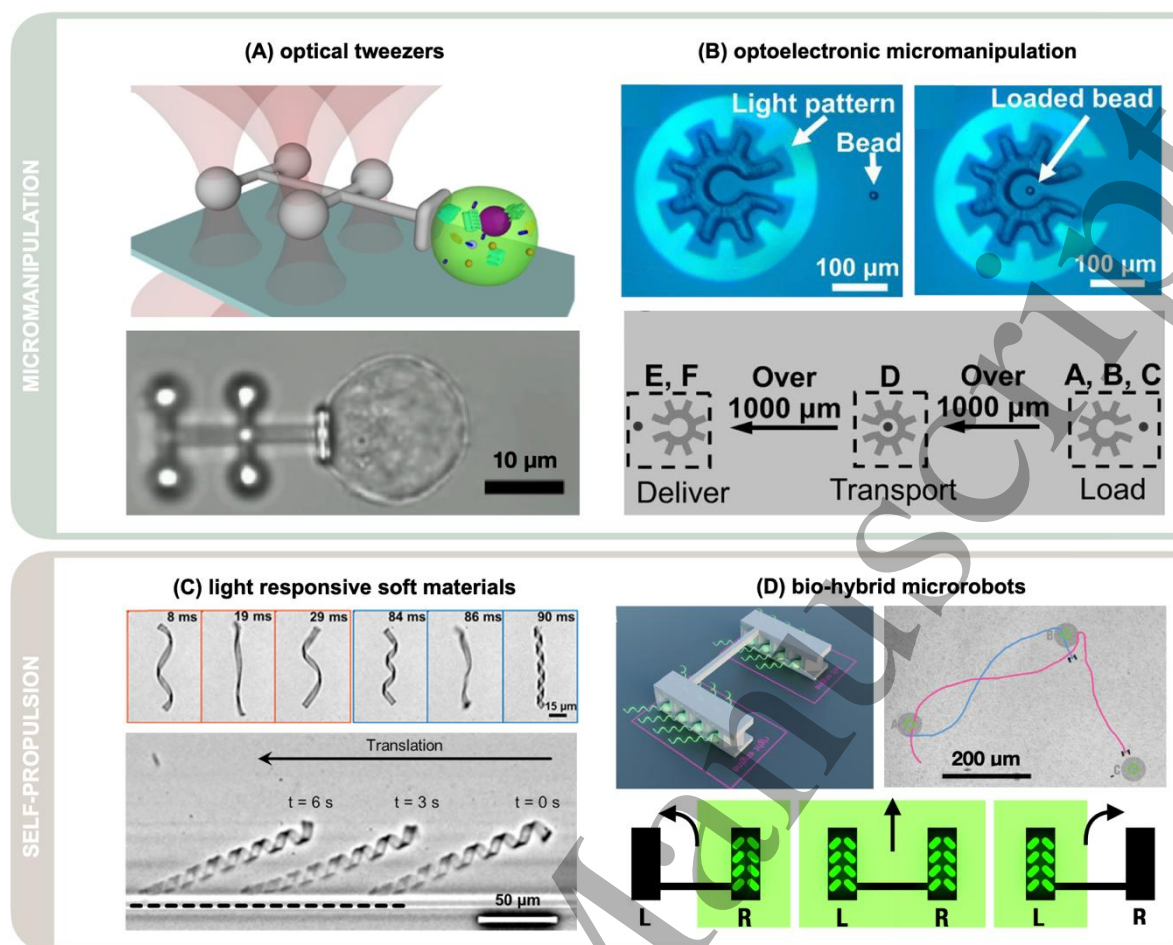 MICROMANIPULATION
(A) optical tweezers
10 µm
(B) optoelectronic micromanipulation
Light pattern
Bead
100 µm
Loaded bead
100 µm
E, F
Over
1000 µm
D
Over
1000 µm
A, B, C
Deliver
Transport
Load
SELF-PROPULSION
(C) light responsive soft materials
8 ms
19 ms
29 ms
84 ms
86 ms
90 ms
15 µm
Translation
t = 6 s
t = 3 s
t = 0 s
50 µm
(D) bio-hybrid microrobots
A
B
C
200 µm
L
R
L
R
L
R
Manuscript